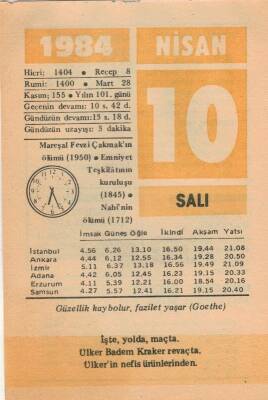 1984 NİSAN
Hicri: 1404 • Recep 8
Rumi: 1400 • Mart 28
Kasım: 155 • Yılın 101. günü
Gecenin devamı: 10 s. 42 d.
Gündüzün devamı: 13 s. 18 d.
Gündüzün uzayışı: 3 dakika
10
Mareşal Fevzi Çakmak'ın
ölümü (1950) • Emniyet
Teşkilâtının
kuruluşu
(1845) •
Nabî'nin
ölümü (1712)
SALI
İmsak Güneş Öğle İkindi Akşam Yatsı
İstanbul 4.56 6.26 13.10 16.50 19.44 21.08
Ankara 4.44 6.12 12.55 16.34 19.28 20.50
İzmir 5.11 6.37 13.18 16.56 19.49 21.09
Adana 4.42 6.05 12.45 16.23 19.15 20.33
Erzurum 4.11 5.39 12.21 16.00 18.54 20.16
Samsun 4.27 5.57 12.41 16.21 19.15 20.40
Güzellik kaybolur, fazilet yaşar (Goethe)
İşte, yolda, maçta.
Ülker Badem Kraker revaçta.
Ülker'in nefis ürünlerinden.